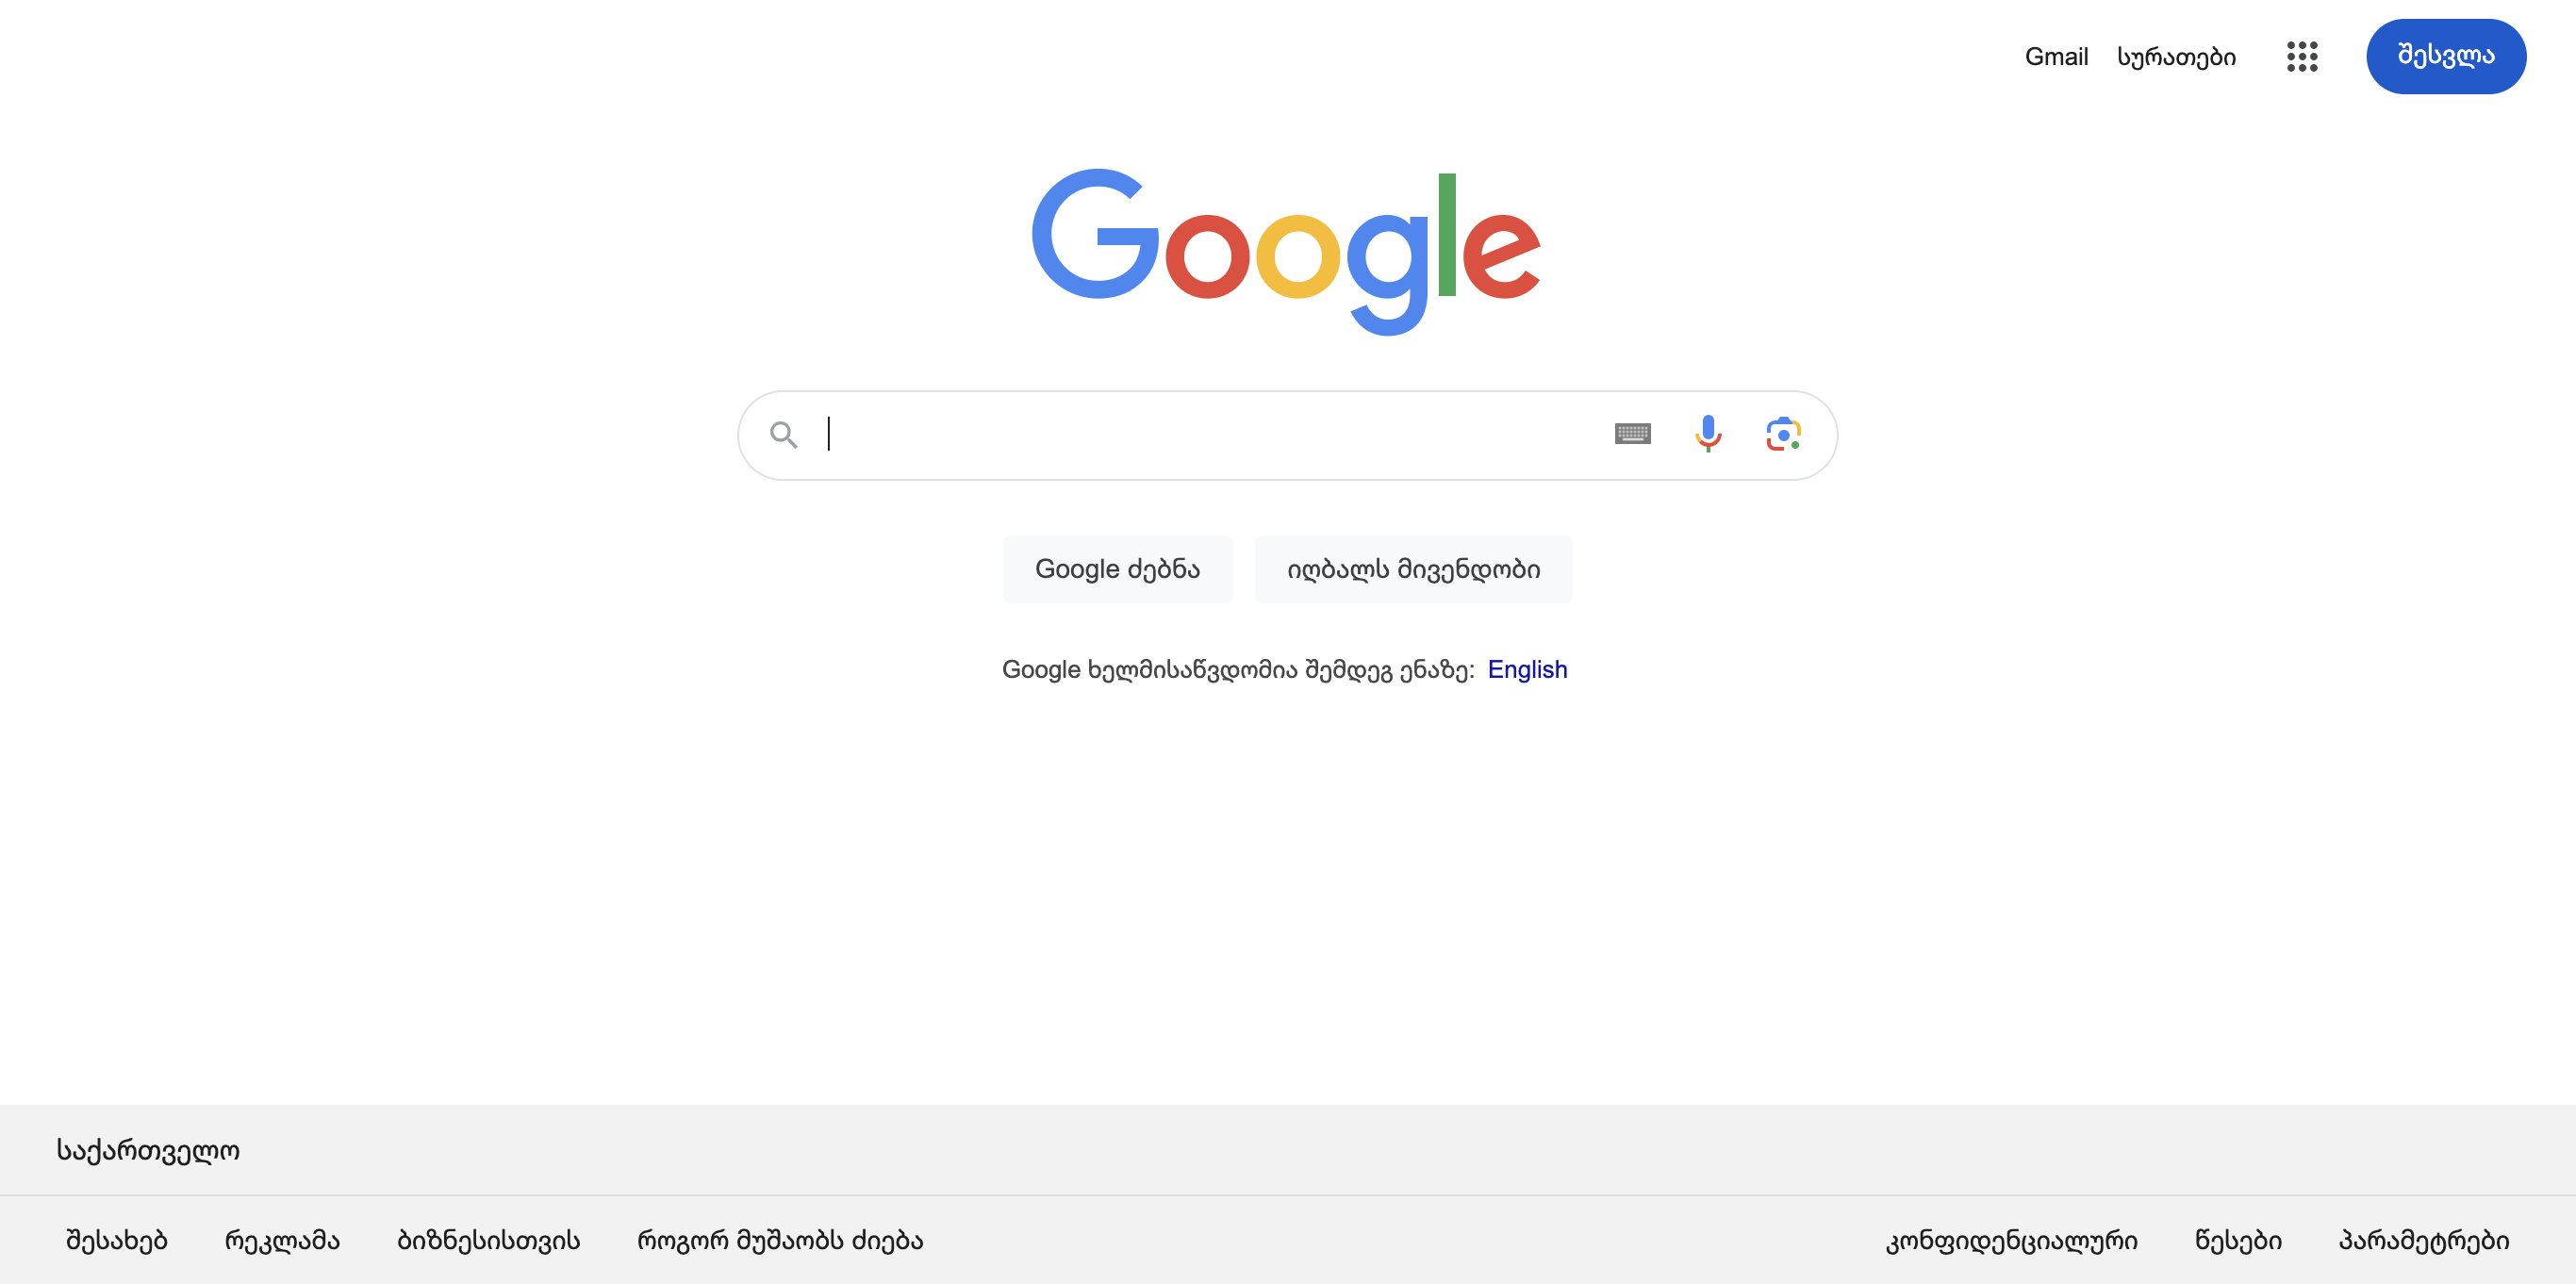 Gmail სურათები შესვლა
Google
Google ძებნა იღბალს მივენდობი
Google ხელმისაწვდომია შემდეგ ენაზე: English
საქართველო
შესახებ რეკლამა ბიზნესისთვის როგორ მუშაობს ძიება კონფიდენციალური წესები პარამეტრები